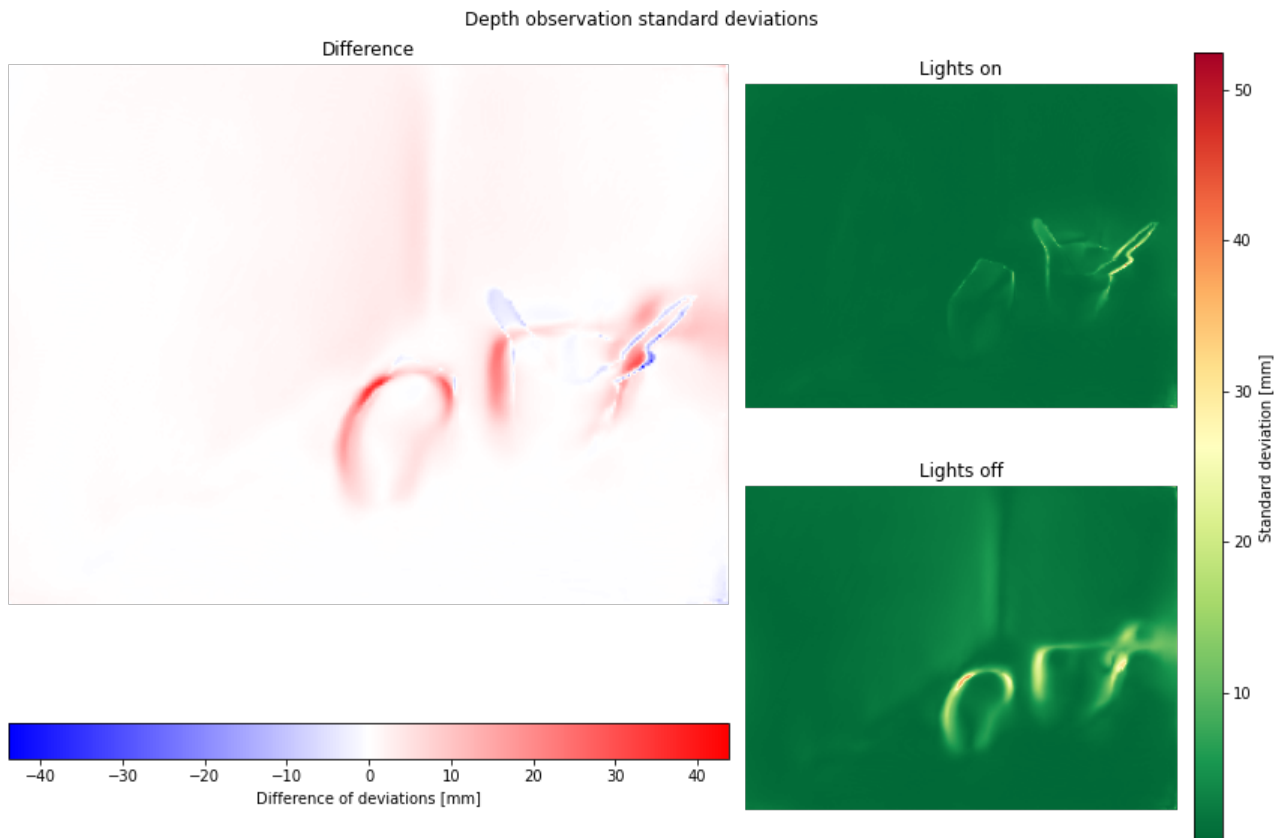 Depth observation standard deviations
Difference
Lights on
Lights off
50
40
30
20
10
Standard deviation [mm]
−40 −30 −20 −10 0 10 20 30 40
Difference of deviations [mm]